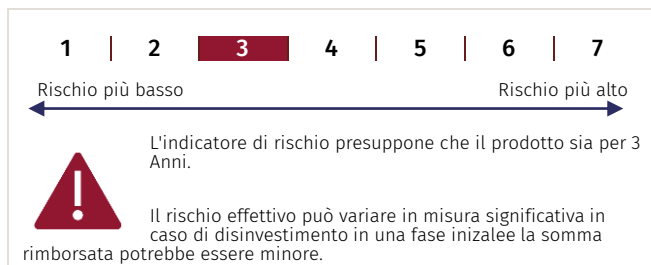 1 2 3 4 5 6 7
Rischio più basso Rischio più alto
L'indicatore di rischio presuppone che il prodotto sia per 3
Anni.
Il rischio effettivo può variare in misura significativa in
caso di disinvestimento in una fase inizalee la somma
rimborsata potrebbe essere minore.